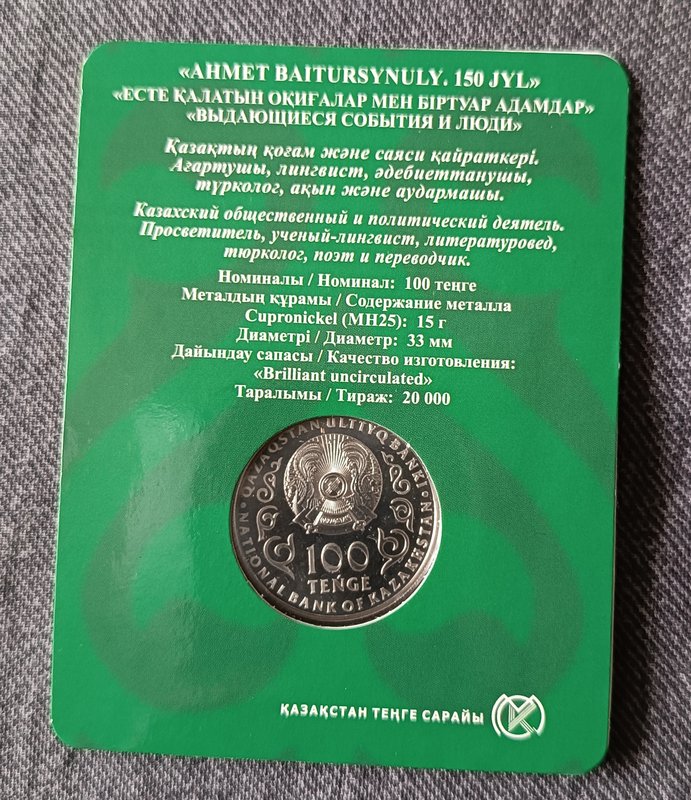 «AHMET BAITURSYNULY. 150 JYL»
«ЕСТЕ ҚАЛАТЫН ОҚИҒАЛАР МЕН БІРТУАР АДАМДАР»
«ВЫДАЮЩИЕСЯ СОБЫТИЯ И ЛЮДИ»
Қазақтың қоғам және саяси қайраткері.
Ағартушы, лингвист, әдебиеттанушы,
түрколог, ақын және аудармашы.
Казахский общественный и политический деятель.
Просветитель, ученый-лингвист, литературовед,
тюрколог, поэт и переводчик.
Номиналы / Номинал: 100 теңге
Металдың құрамы / Содержание металла
Cupronickel (МН25): 15 г
Диаметрі / Диаметр: 33 мм
Дайындау сапасы / Качество изготовления:
«Brilliant uncirculated»
Таралымы / Тираж: 20 000
QAZAQSTAN ULTTYQ BANKI
100
TEŃGE
NATIONAL BANK OF KAZAKHSTAN
ҚАЗАҚСТАН ТЕҢГЕ САРАЙЫ